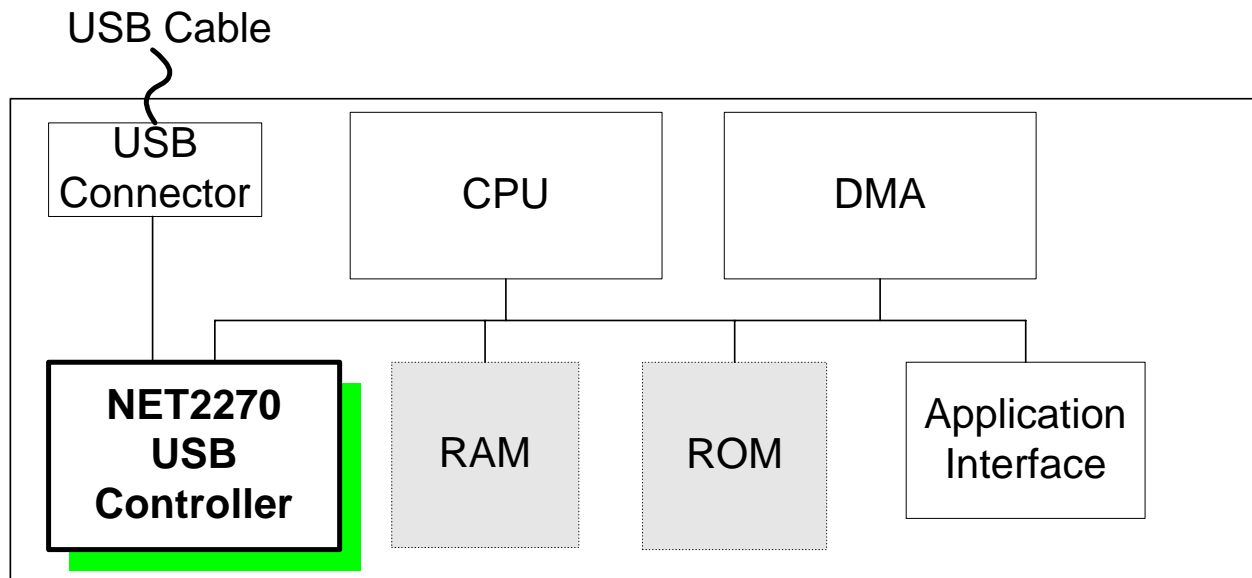 USB Cable
USB
Connector
CPU
DMA
NET2270
USB
Controller
RAM
ROM
Application
Interface